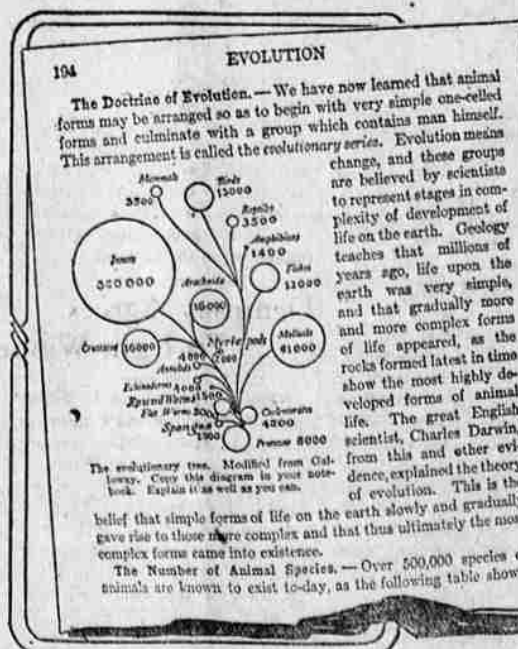 194
EVOLUTION
The Doctrine of Evolution. — We have now learned that animal
forms may be arranged so as to begin with very simple one-celled
forms and culminate with a group which contains man himself.
This arrangement is called the evolutionary series. Evolution means
change, and these groups
are believed by scientists
to represent stages in com-
plexity of development of
life on the earth. Geology
teaches that millions of
years ago, life upon the
earth was very simple,
and that gradually more
and more complex forms
of life appeared, as the
rocks formed latest in time
show the most highly de-
veloped forms of animal
life. The great English
scientist, Charles Darwin,
from this and other evi-
dence, explained the theory
of evolution. This is the
Mammals
3500
Birds
13000
Reptiles
3500
Amphibians
1400
Fishes
13000
Insects
360000
Arachnids
16000
Crustacea 16000
Myriapods
2000
Mollusks
61000
Annelids
4000
Echinoderms
4000
Round Worms
1500
Flat Worms 5000
Sponges
2500
Coelenterata
4500
Protozoa 8000
The evolutionary tree. Modified from Gal-
loway. Copy this diagram in your note-
book. Explain it as well as you can.
belief that simple forms of life on the earth slowly and gradually
gave rise to those more complex and that thus ultimately the most
complex forms came into existence.
The Number of Animal Species. — Over 500,000 species
animals are known to exist to-day, as the following table show